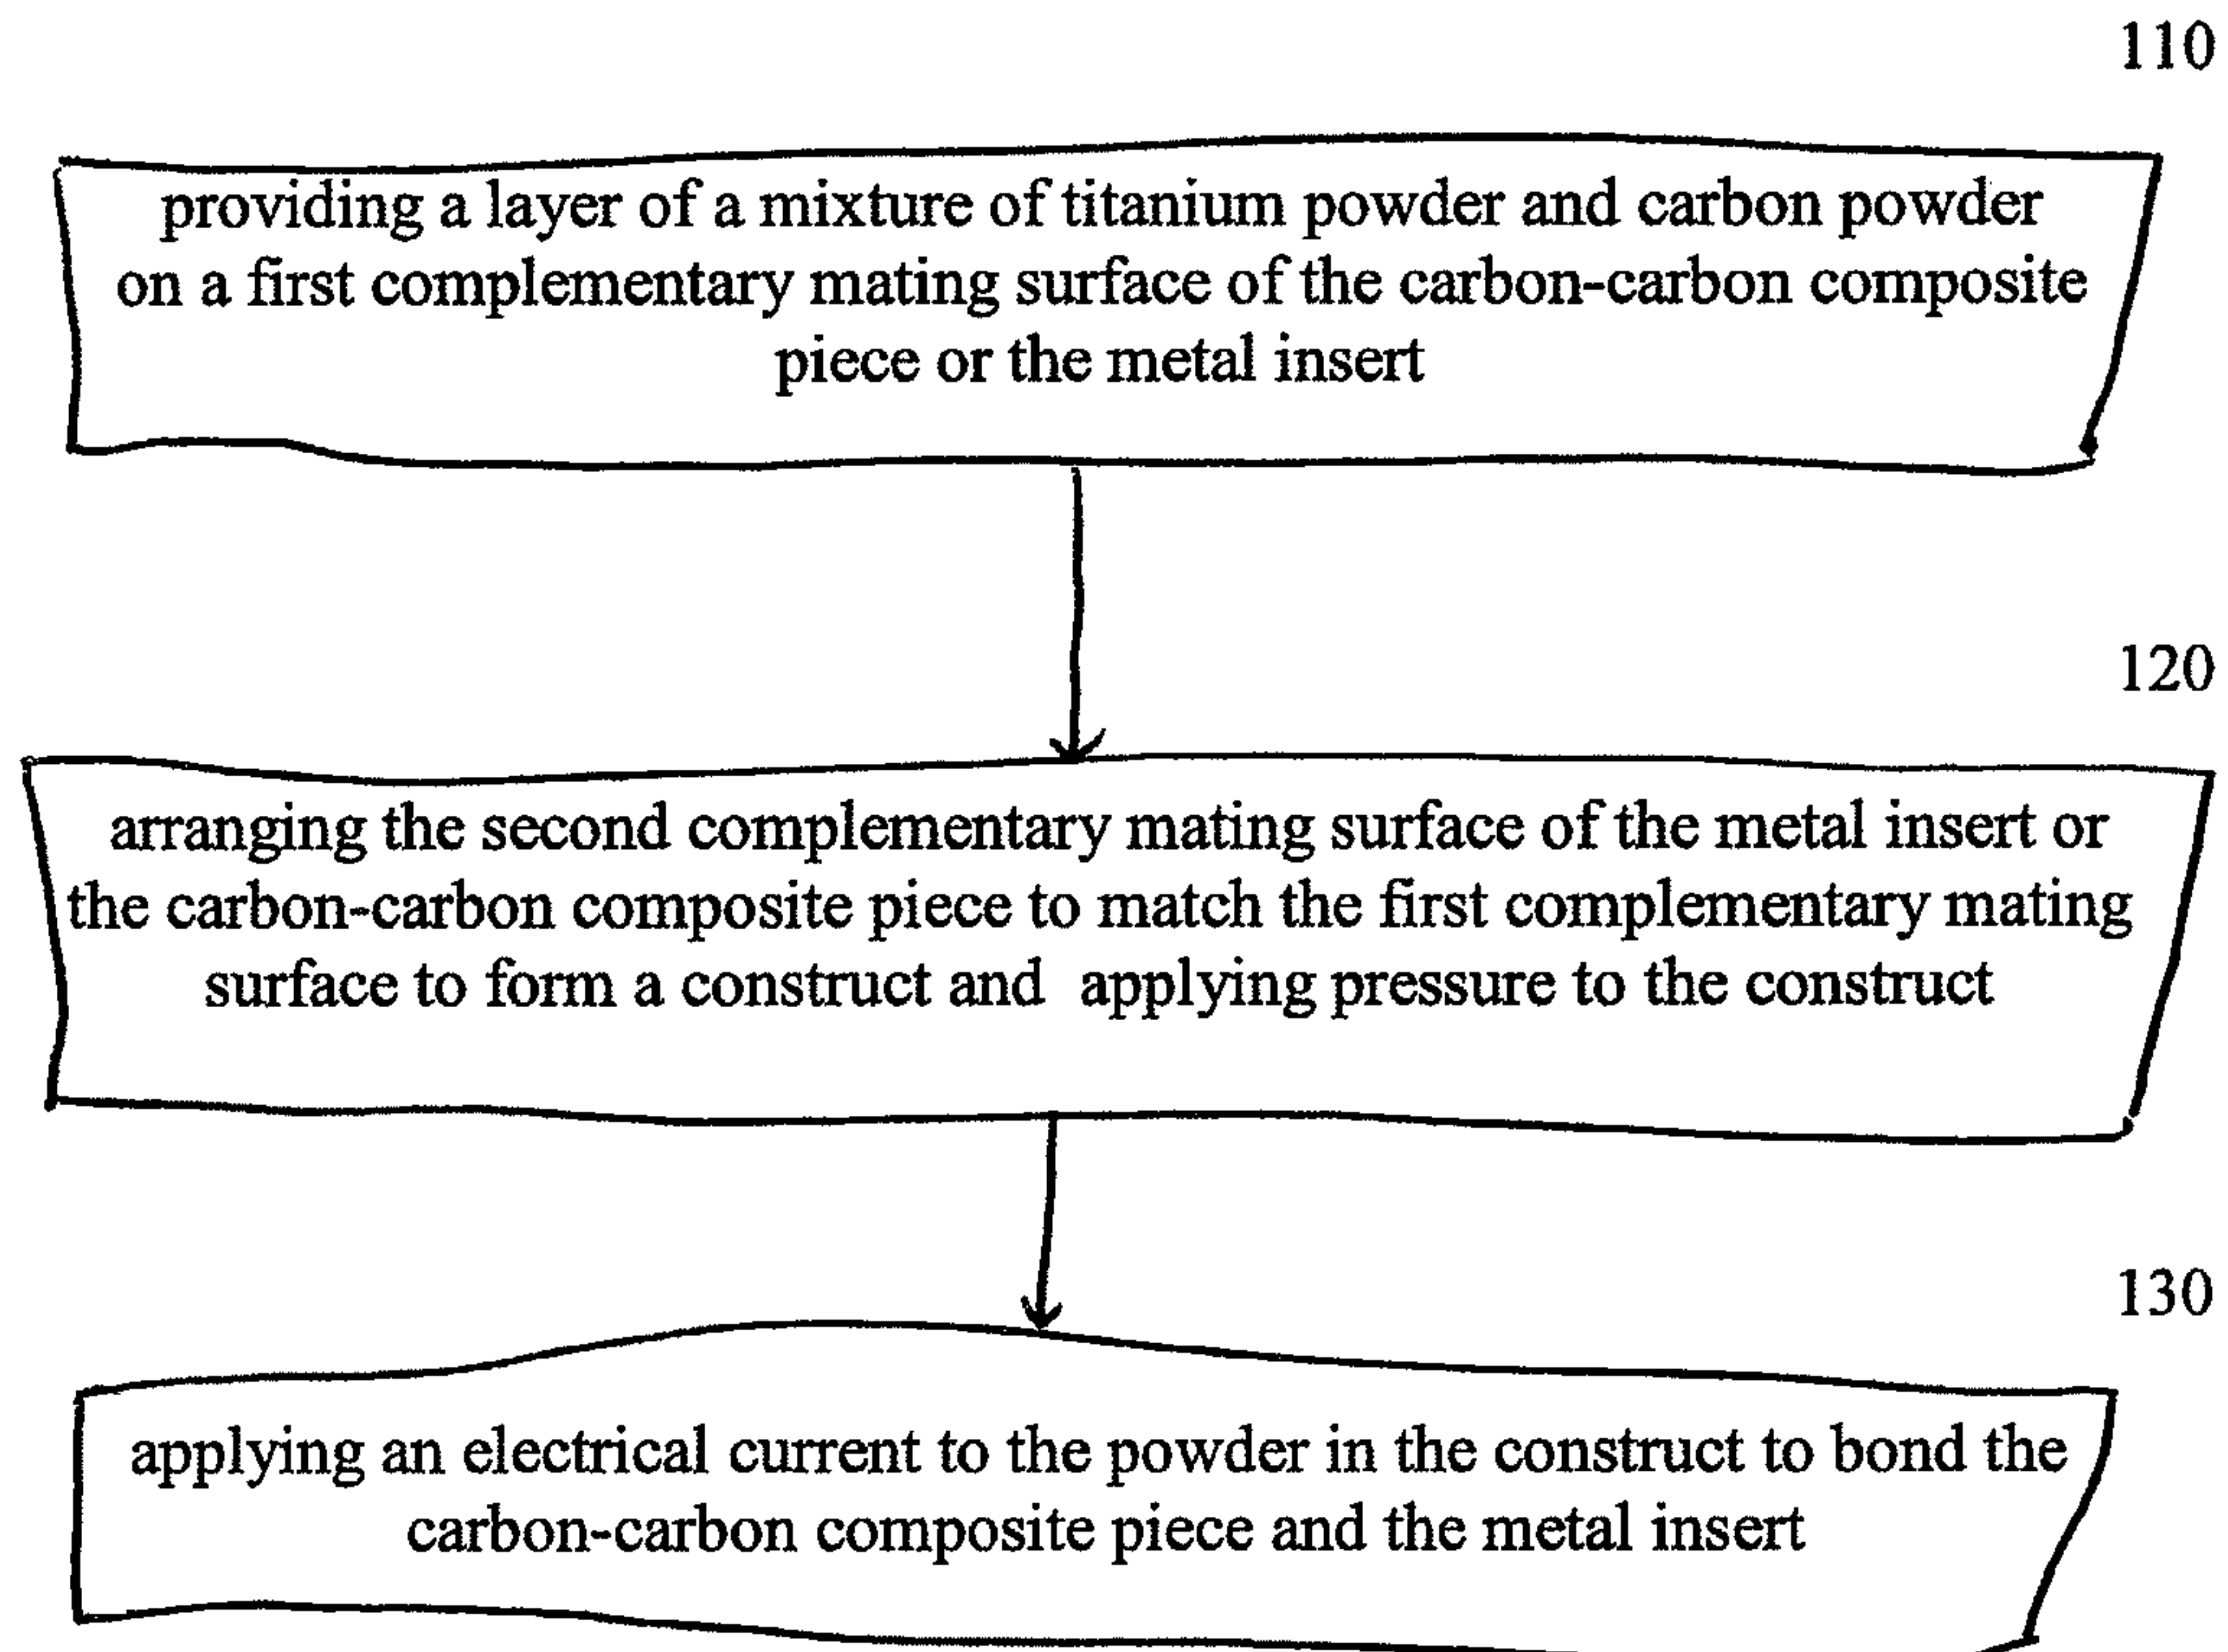 110
providing a layer of a mixture of titanium powder and carbon powder
on a first complementary mating surface of the carbon-carbon composite
piece or the metal insert
120
arranging the second complementary mating surface of the metal insert or
the carbon-carbon composite piece to match the first complementary mating
surface to form a construct and applying pressure to the construct
130
applying an electrical current to the powder in the construct to bond the
carbon-carbon composite piece and the metal insert